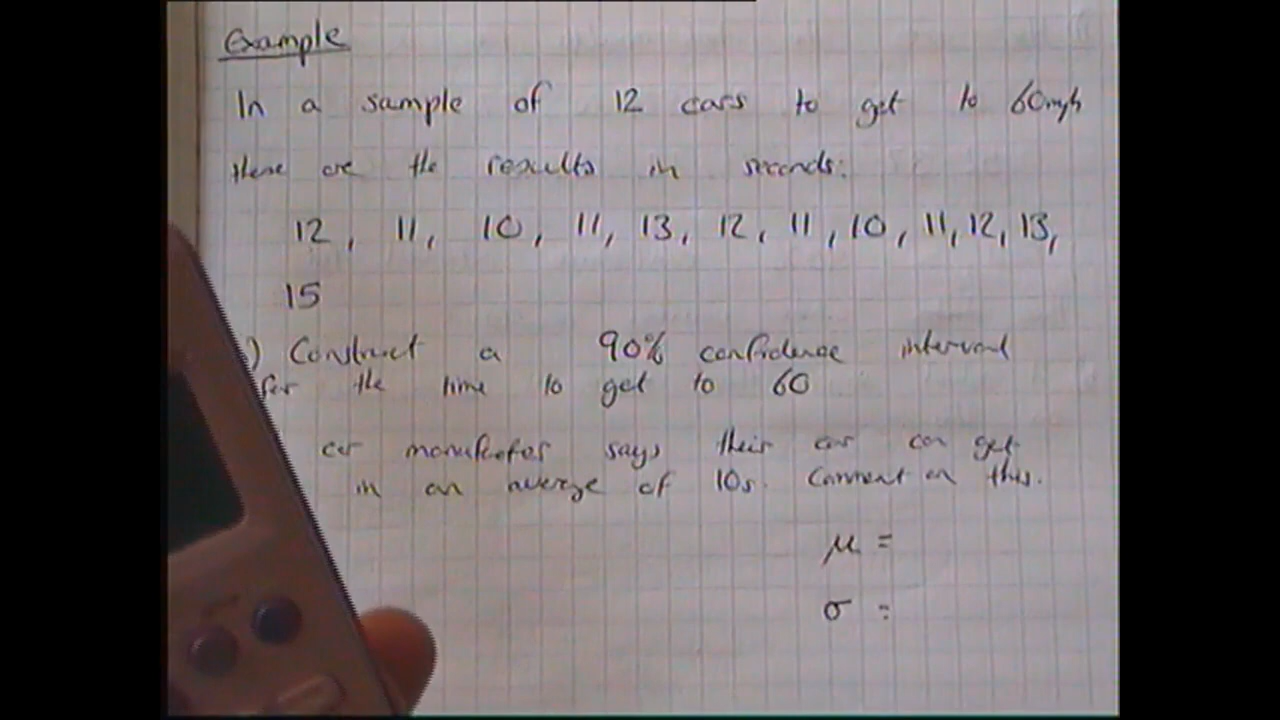 Example
In a sample of 12 cars to get to 60mph
these are the results in seconds:
12, 11, 10, 11, 13, 12, 11, 10, 11, 12, 13,
15
) Construct a 90% confidence interval
for the time to get to 60
car says their car can get
in an average of 10s. Comment on this.
μ =
σ =